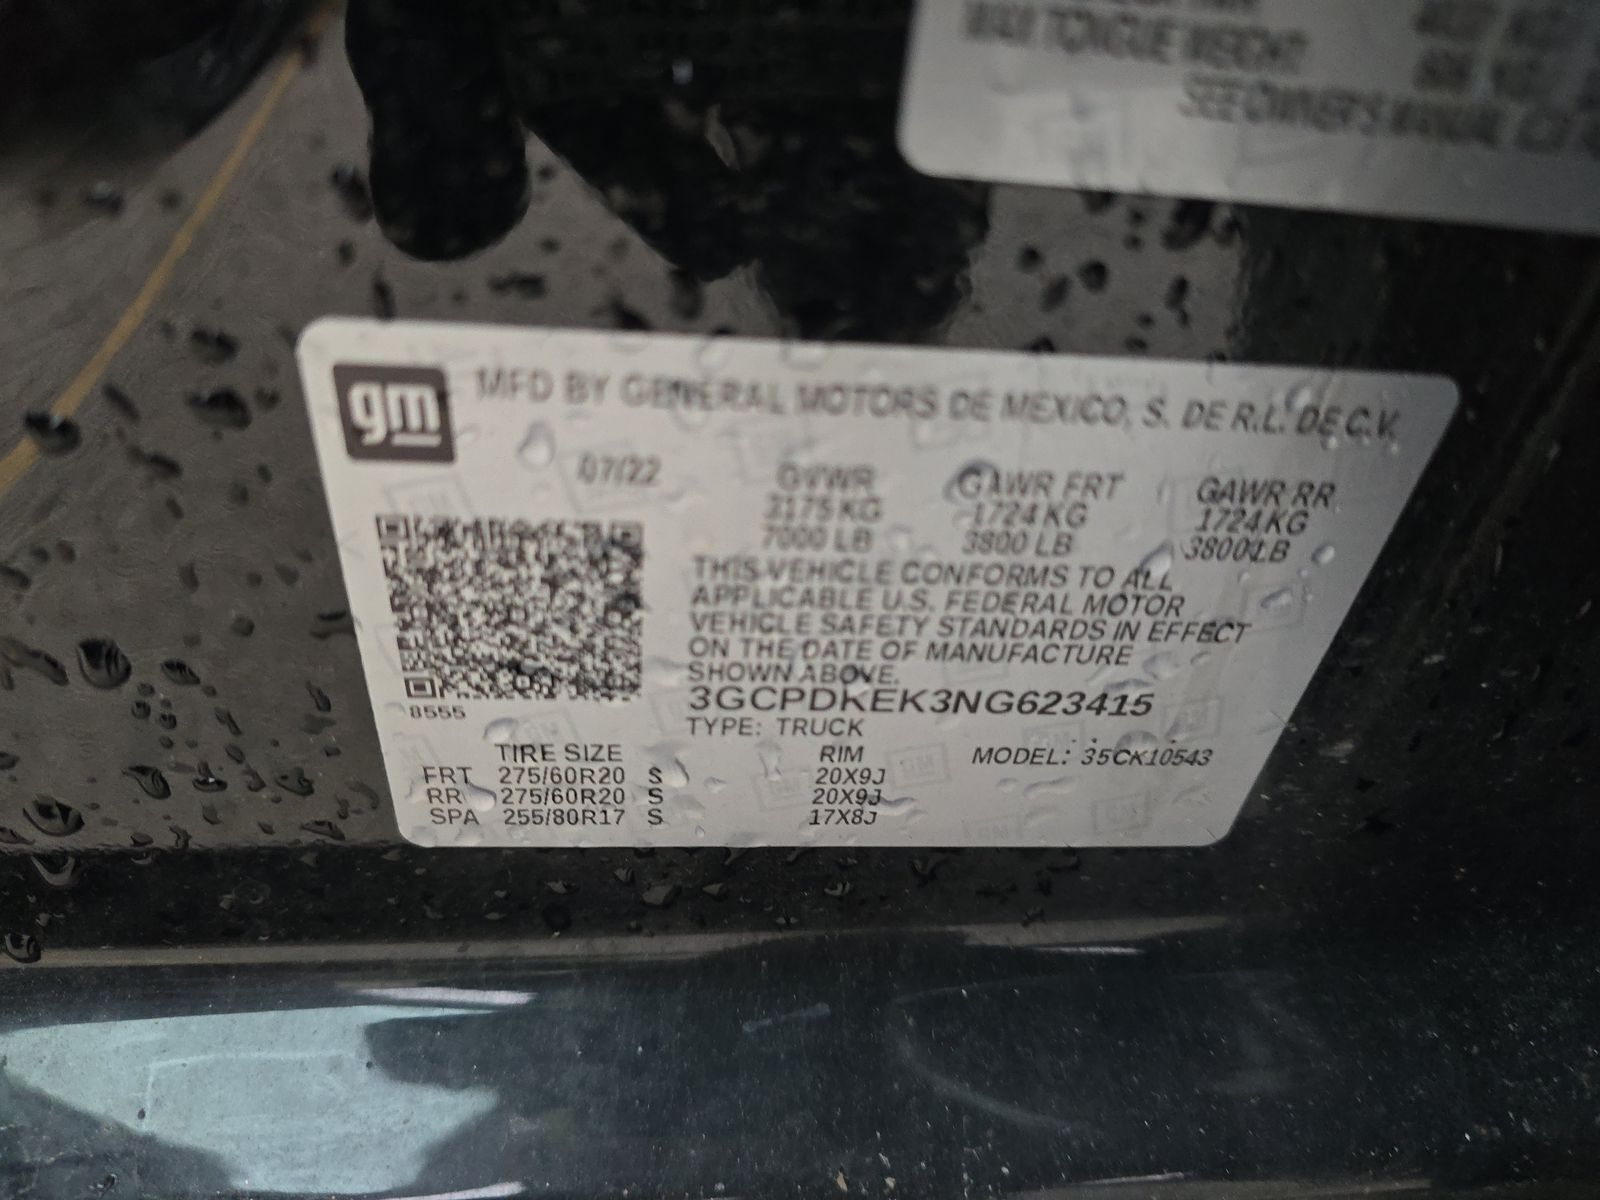 MAX TONGUE WEIGHT
SEE OWNER'S MANUAL
gm
MFD BY GENERAL MOTORS DE MEXICO, S. DE R.L. DE C.V.
07/22 GVWR GAWR FRT GAWR RR
3175 KG 1724 KG 1724 KG
7000 LB 3800 LB 3800 LB
THIS VEHICLE CONFORMS TO ALL
APPLICABLE U.S. FEDERAL MOTOR
VEHICLE SAFETY STANDARDS IN EFFECT
ON THE DATE OF MANUFACTURE
SHOWN ABOVE.
3GCPDKEK3NG623415
8555
TYPE: TRUCK
TIRE SIZE RIM MODEL: 35CK10543
FRT 275/60R20 S 20X9J
RR 275/60R20 S 20X9J
SPA 255/80R17 S 17X8J